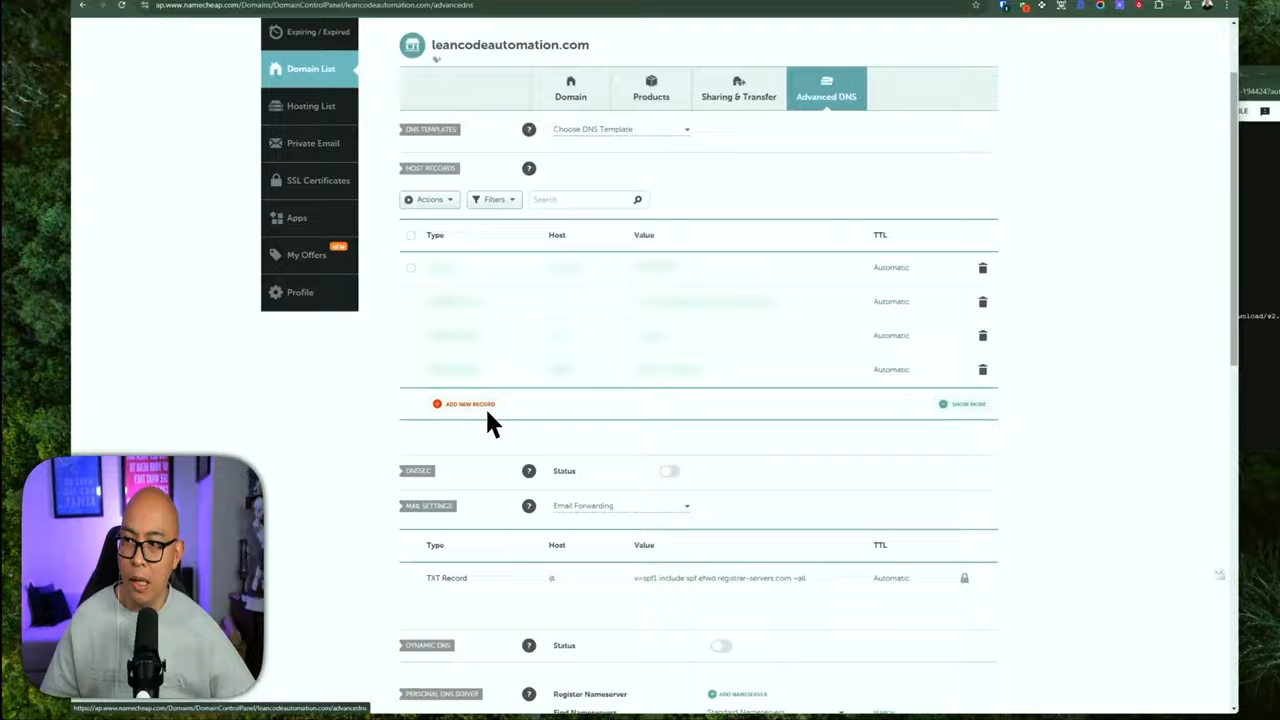 ap.www.namecheap.com/Domains/DomainControlPanel/leancodeautomation.com/advancedns
Expiring / Expired
Domain List
Hosting List
Private Email
SSL Certificates
Apps
My Offers
NEW
Profile
leancodeautomation.com
Domain
Products
Sharing & Transfer
Advanced DNS
DNS TEMPLATES
?
Choose DNS Template
HOST RECORDS
?
Actions
Filters
Search
Type Host Value TTL
Automatic
Automatic
Automatic
Automatic
ADD NEW RECORD
SHOW MORE
DNSSEC
?
Status
MAIL SETTINGS
?
Email Forwarding
Type Host Value TTL
TXT Record @ v=spf1 include:spf.efwd.registrar-servers.com ~all Automatic
DYNAMIC DNS
?
Status
PERSONAL DNS SERVER
?
Register Nameserver
ADD NAMESERVER
Find Nameservers
Standard Nameservers
SEARCH
https://ap.www.namecheap.com/Domains/DomainControlPanel/leancodeautomation.com/advancedns